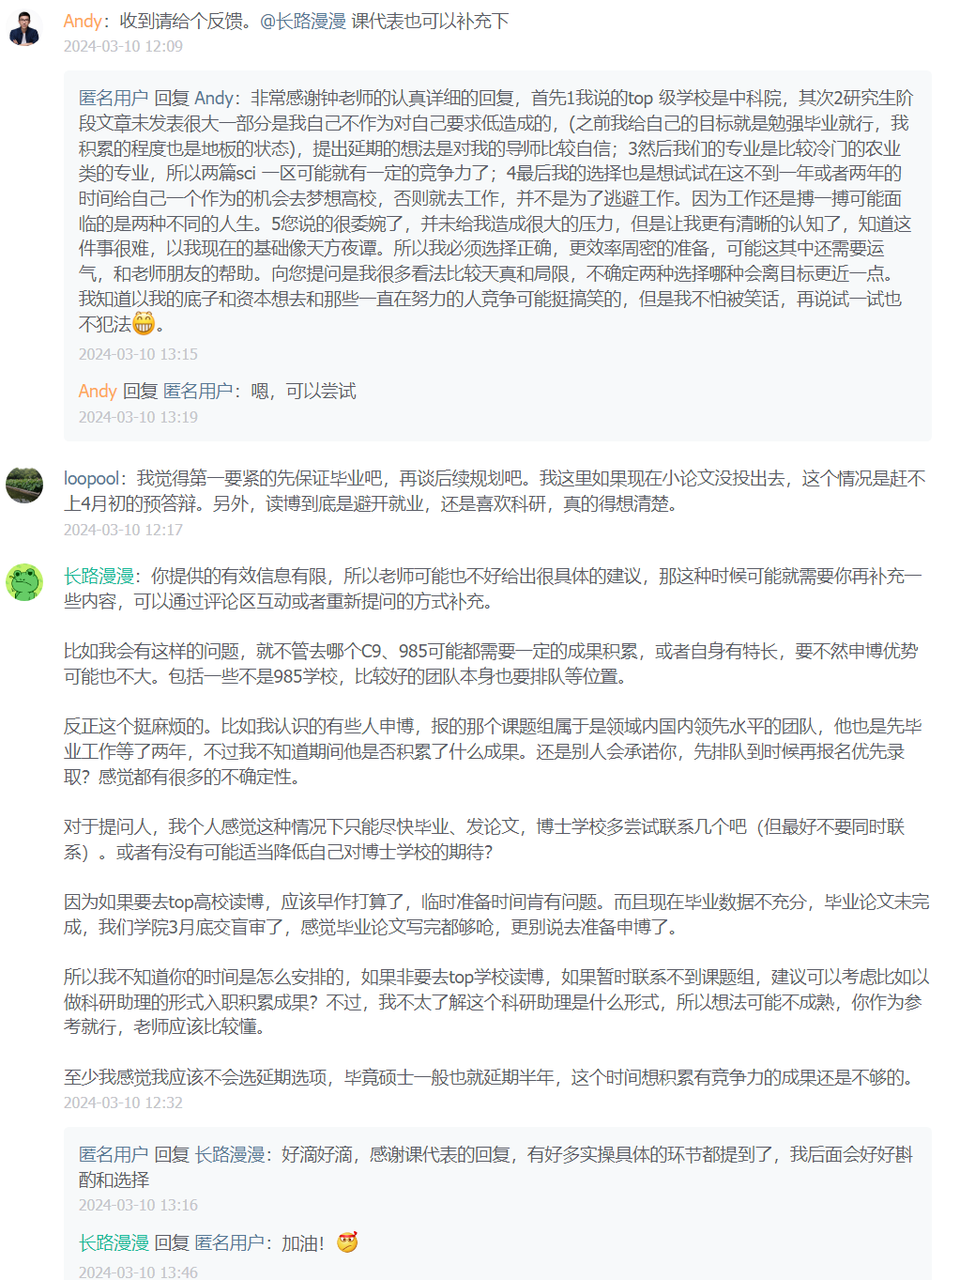 Andy：收到请给个反馈。@长路漫漫 课代表也可以补充下
2024-03-10 12:09
匿名用户 回复 Andy：非常感谢钟老师的认真详细的回复，首先1我说的top 级学校是中科院，其次2研究生阶
段文章未发表很大一部分是我自己不作为对自己要求低造成的，(之前我给自己的目标就是勉强毕业就行，我
积累的程度也是地板的状态)，提出延期的想法是对我的导师比较自信；3然后我们的专业是比较冷门的农业
类的专业，所以两篇sci 一区可能就有一定的竞争力了；4最后我的选择也是想试试在这不到一年或者两年的
时间给自己一个作为的机会去梦想高校，否则就去工作，并不是为了逃避工作。因为工作还是搏一搏可能面
临的是两种不同的人生。5您说的很委婉了，并未给我造成很大的压力，但是让我更有清晰的认知了，知道这
件事很难，以我现在的基础像天方夜谭。所以我必须选择正确，更效率周密的准备，可能这其中还需要运
气，和老师朋友的帮助。向您提问是我很多看法比较天真和局限，不确定两种选择哪种会离目标更近一点。
我知道以我的底子和资本想去和那些一直在努力的人竞争可能挺搞笑的，但是我不怕被笑话，再说试一试也
不犯法😁。
2024-03-10 13:15
Andy 回复 匿名用户：嗯，可以尝试
2024-03-10 13:19
loopool：我觉得第一要紧的先保证毕业吧，再谈后续规划吧。我这里如果现在小论文没投出去，这个情况是赶不
上4月初的预答辩。另外，读博到底是避开就业，还是喜欢科研，真的得想清楚。
2024-03-10 12:17
长路漫漫：你提供的有效信息有限，所以老师可能也不好给出很具体的建议，那这种时候可能就需要你再补充一
些内容，可以通过评论区互动或者重新提问的方式补充。
比如我会有这样的问题，就不管去哪个C9、985可能都需要一定的成果积累，或者自身有特长，要不然申博优势
可能也不大。包括一些不是985学校，比较好的团队本身也要排队等位置。
反正这个挺麻烦的。比如我认识的有些人申博，报的那个课题组属于是领域内国内领先水平的团队，他也是先毕
业工作等了两年，不过我不知道期间他是否积累了什么成果。还是别人会承诺你，先排队到时候再报名优先录
取？感觉都有很多的不确定性。
对于提问人，我个人感觉这种情况下只能尽快毕业、发论文，博士学校多尝试联系几个吧（但最好不要同时联
系）。或者有没有可能适当降低自己对博士学校的期待？
因为如果要去top高校读博，应该早作打算了，临时准备时间肯有问题。而且现在毕业数据不充分，毕业论文未完
成，我们学院3月底交盲审了，感觉毕业论文写完都够呛，更别说去准备申博了。
所以我不知道你的时间是怎么安排的，如果非要去top学校读博，如果暂时联系不到课题组，建议可以考虑比如以
做科研助理的形式入职积累成果？不过，我不太了解这个科研助理是什么形式，所以想法可能不成熟，你作为参
考就行，老师应该比较懂。
至少我感觉我应该不会选延期选项，毕竟硕士一般也就延期半年，这个时间想积累有竞争力的成果还是不够的。
2024-03-10 12:32
匿名用户 回复 长路漫漫：好滴好滴，感谢课代表的回复，有好多实操具体的环节都提到了，我后面会好好斟
酌和选择
2024-03-10 13:16
长路漫漫 回复 匿名用户：加油！
2024-03-10 13:46